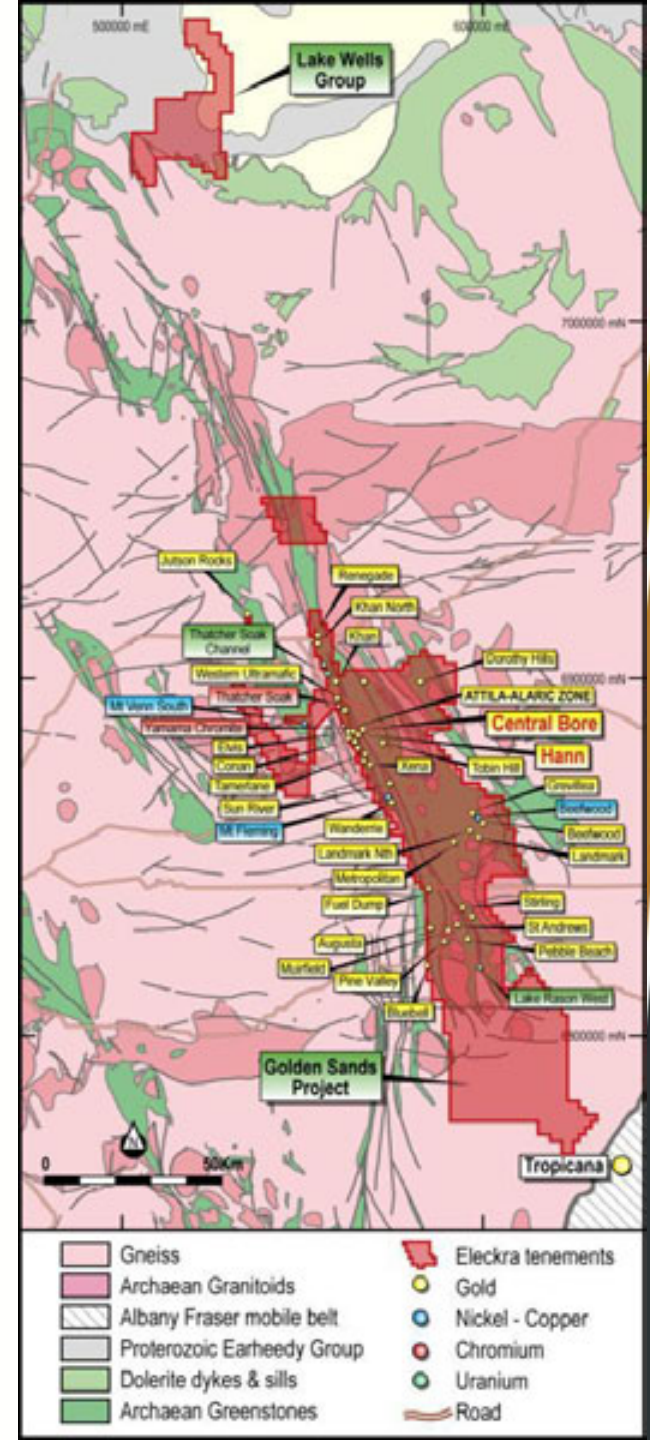 500000 mE
600000 mE
Lake Wells
Group
7000000 mN
Jutson Rocks
Renegade
Khan North
Thatcher Soak
Channel
Khan
Western Ultramafic
Dorothy Hills
6900000 mN
Thatcher Soak
ATTILA-ALARIC ZONE
Mt Venn South
Central Bore
Yamarna Chromite
Elvis
Hann
Conan
Kena
Tobin Hill
Tamerlane
Grevillea
Sun River
Beefwood
Mt Fleming
Wanderrie
Beefwood
Landmark Nth
Landmark
Metropolitan
Fuel Dump
Stirling
St Andrews
Augusta
Pebble Beach
Muirfield
Pine Valley
Lake Rason West
Bluebell
mN
Golden Sands
Project
N
0
50Km
Tropicana
Gneiss
Archaean Granitoids
Albany Fraser mobile belt
Proterozoic Earheedy Group
Dolerite dykes & sills
Archaean Greenstones
Eleckra tenements
Gold
Nickel - Copper
Chromium
Uranium
Road